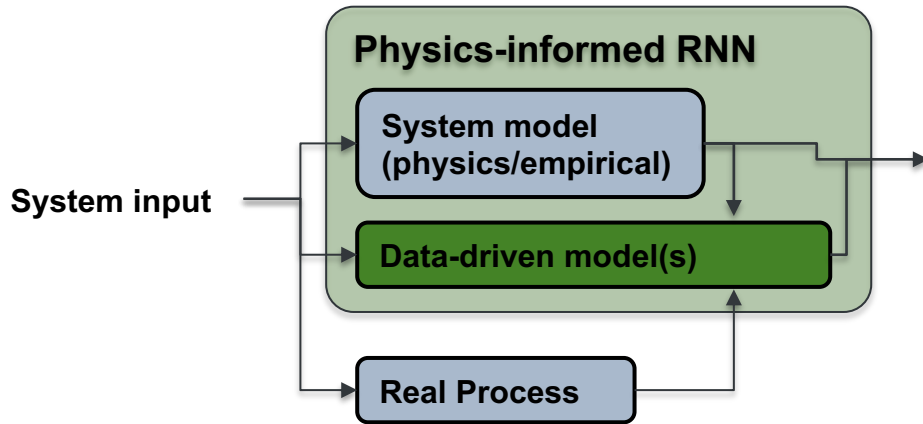 Physics-informed RNN
System model
(physics/empirical)
System input
Data-driven model(s)
Real Process